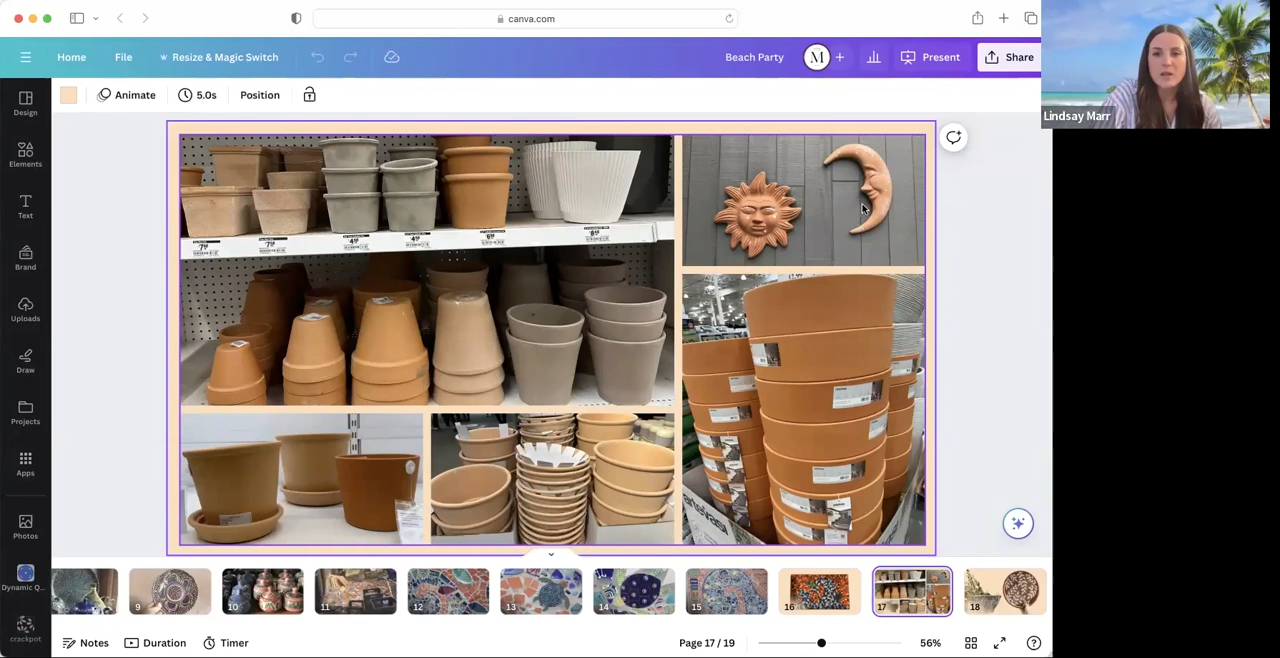 canva.com
Home
File
Resize & Magic Switch
Beach Party
M
Present
Share
Lindsay Marr
Design
Elements
Text
Brand
Uploads
Draw
Projects
Apps
Photos
Dynamic Q...
crackpot
Animate
5.0s
Position
9
10
11
12
13
14
15
16
17
18
Notes
Duration
Timer
Page 17 / 19
56%